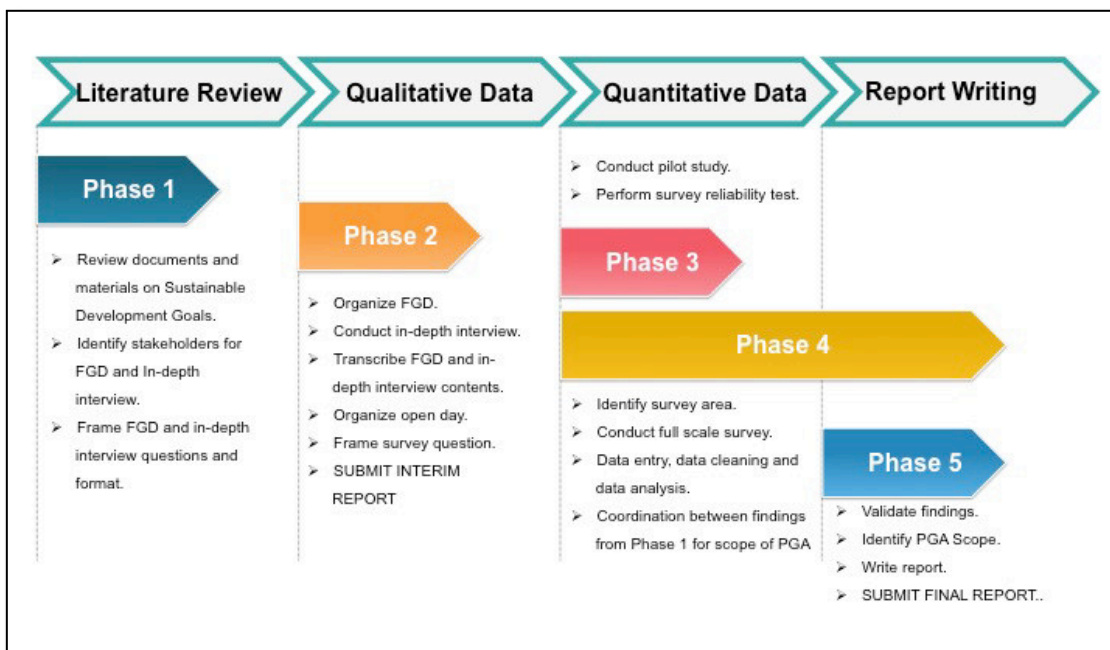 Literature Review
Qualitative Data
Quantitative Data
Report Writing
Phase 1
➢ Review documents and
materials on Sustainable
Development Goals.
➢ Identify stakeholders for
FGD and In-depth
interview.
➢ Frame FGD and in-depth
interview questions and
format.
Phase 2
➢ Organize FGD.
➢ Conduct in-depth interview.
➢ Transcribe FGD and in-
depth interview contents.
➢ Organize open day.
➢ Frame survey question.
➢ SUBMIT INTERIM
REPORT
➢ Conduct pilot study.
➢ Perform survey reliability test.
Phase 3
Phase 4
➢ Identify survey area.
➢ Conduct full scale survey.
➢ Data entry, data cleaning and
data analysis.
➢ Coordination between findings
from Phase 1 for scope of PGA
Phase 5
➢ Validate findings.
➢ Identify PGA Scope.
➢ Write report.
➢ SUBMIT FINAL REPORT..